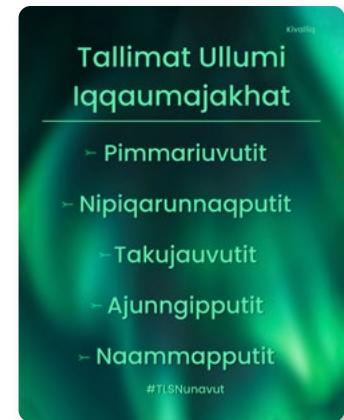 Kivalliq
Tallimat Ullumi
Iqqaumajakhat
➣ Pimmariuvutit
➣ Nipiqarunnaqputit
➣ Takujauvutit
➣ Ajunngipputit
➣ Naammapputit
#TLSNunavut